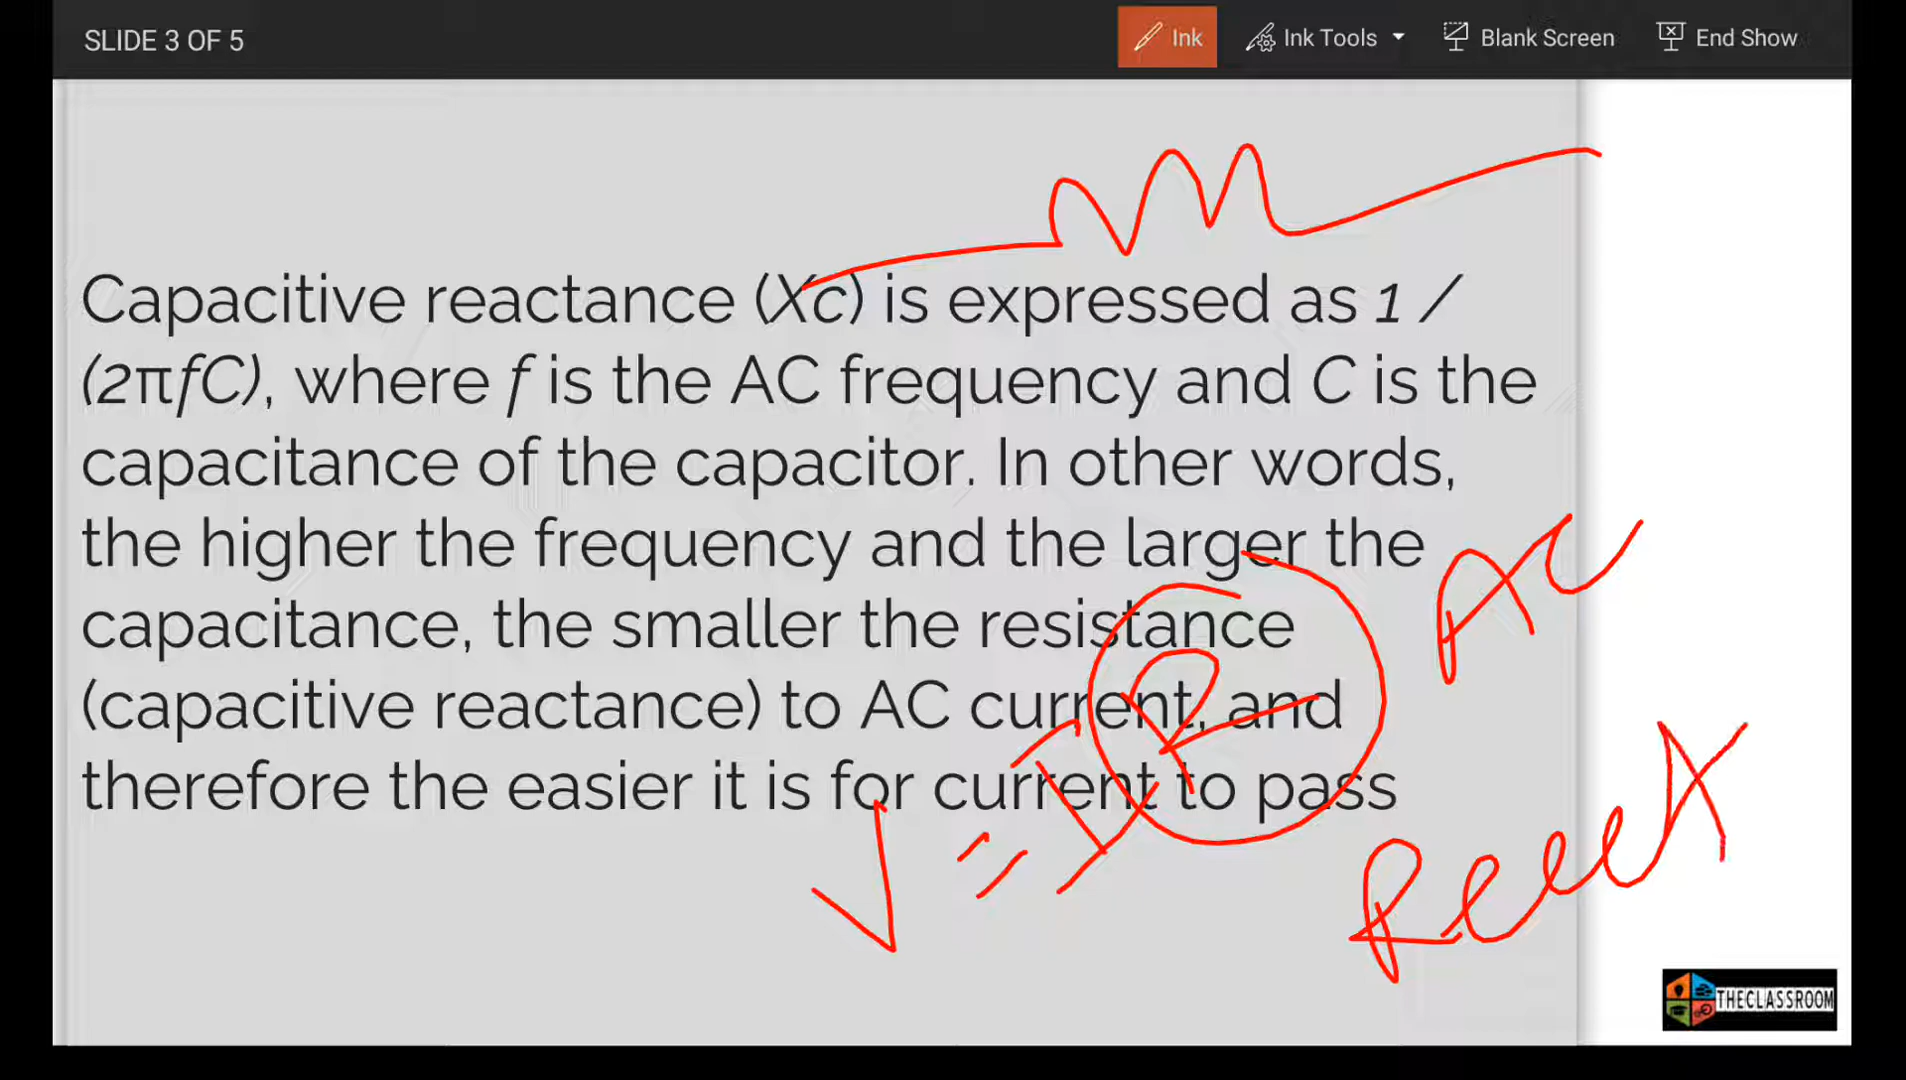 SLIDE 3 OF 5
Ink
Ink Tools
Blank Screen
End Show
Capacitive reactance (Xc) is expressed as 1 /
(2πfC), where f is the AC frequency and C is the
capacitance of the capacitor. In other words,
the higher the frequency and the larger the
capacitance, the smaller the resistance
(capacitive reactance) to AC current, and
therefore the easier it is for current to pass
AC
V = IR
THECLASSROOM